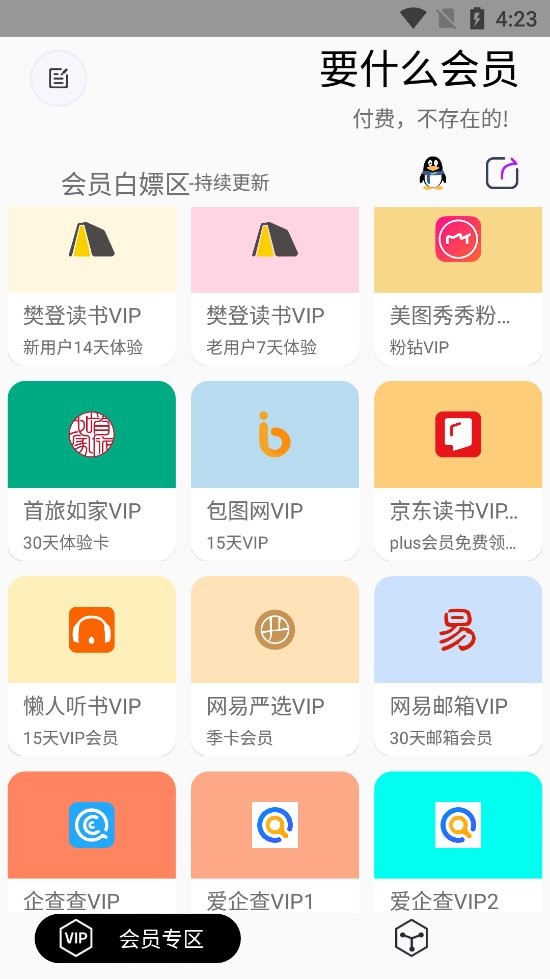 4:23
要什么会员
付费，不存在的!
会员白嫖区-持续更新
樊登读书VIP
新用户14天体验
樊登读书VIP
老用户7天体验
美图秀秀粉...
粉钻VIP
首旅如家VIP
30天体验卡
包图网VIP
15天VIP
京东读书VIP...
plus会员免费领...
懒人听书VIP
15天VIP会员
网易严选VIP
季卡会员
易
网易邮箱VIP
30天邮箱会员
企查查VIP
爱企查VIP1
爱企查VIP2
VIP 会员专区